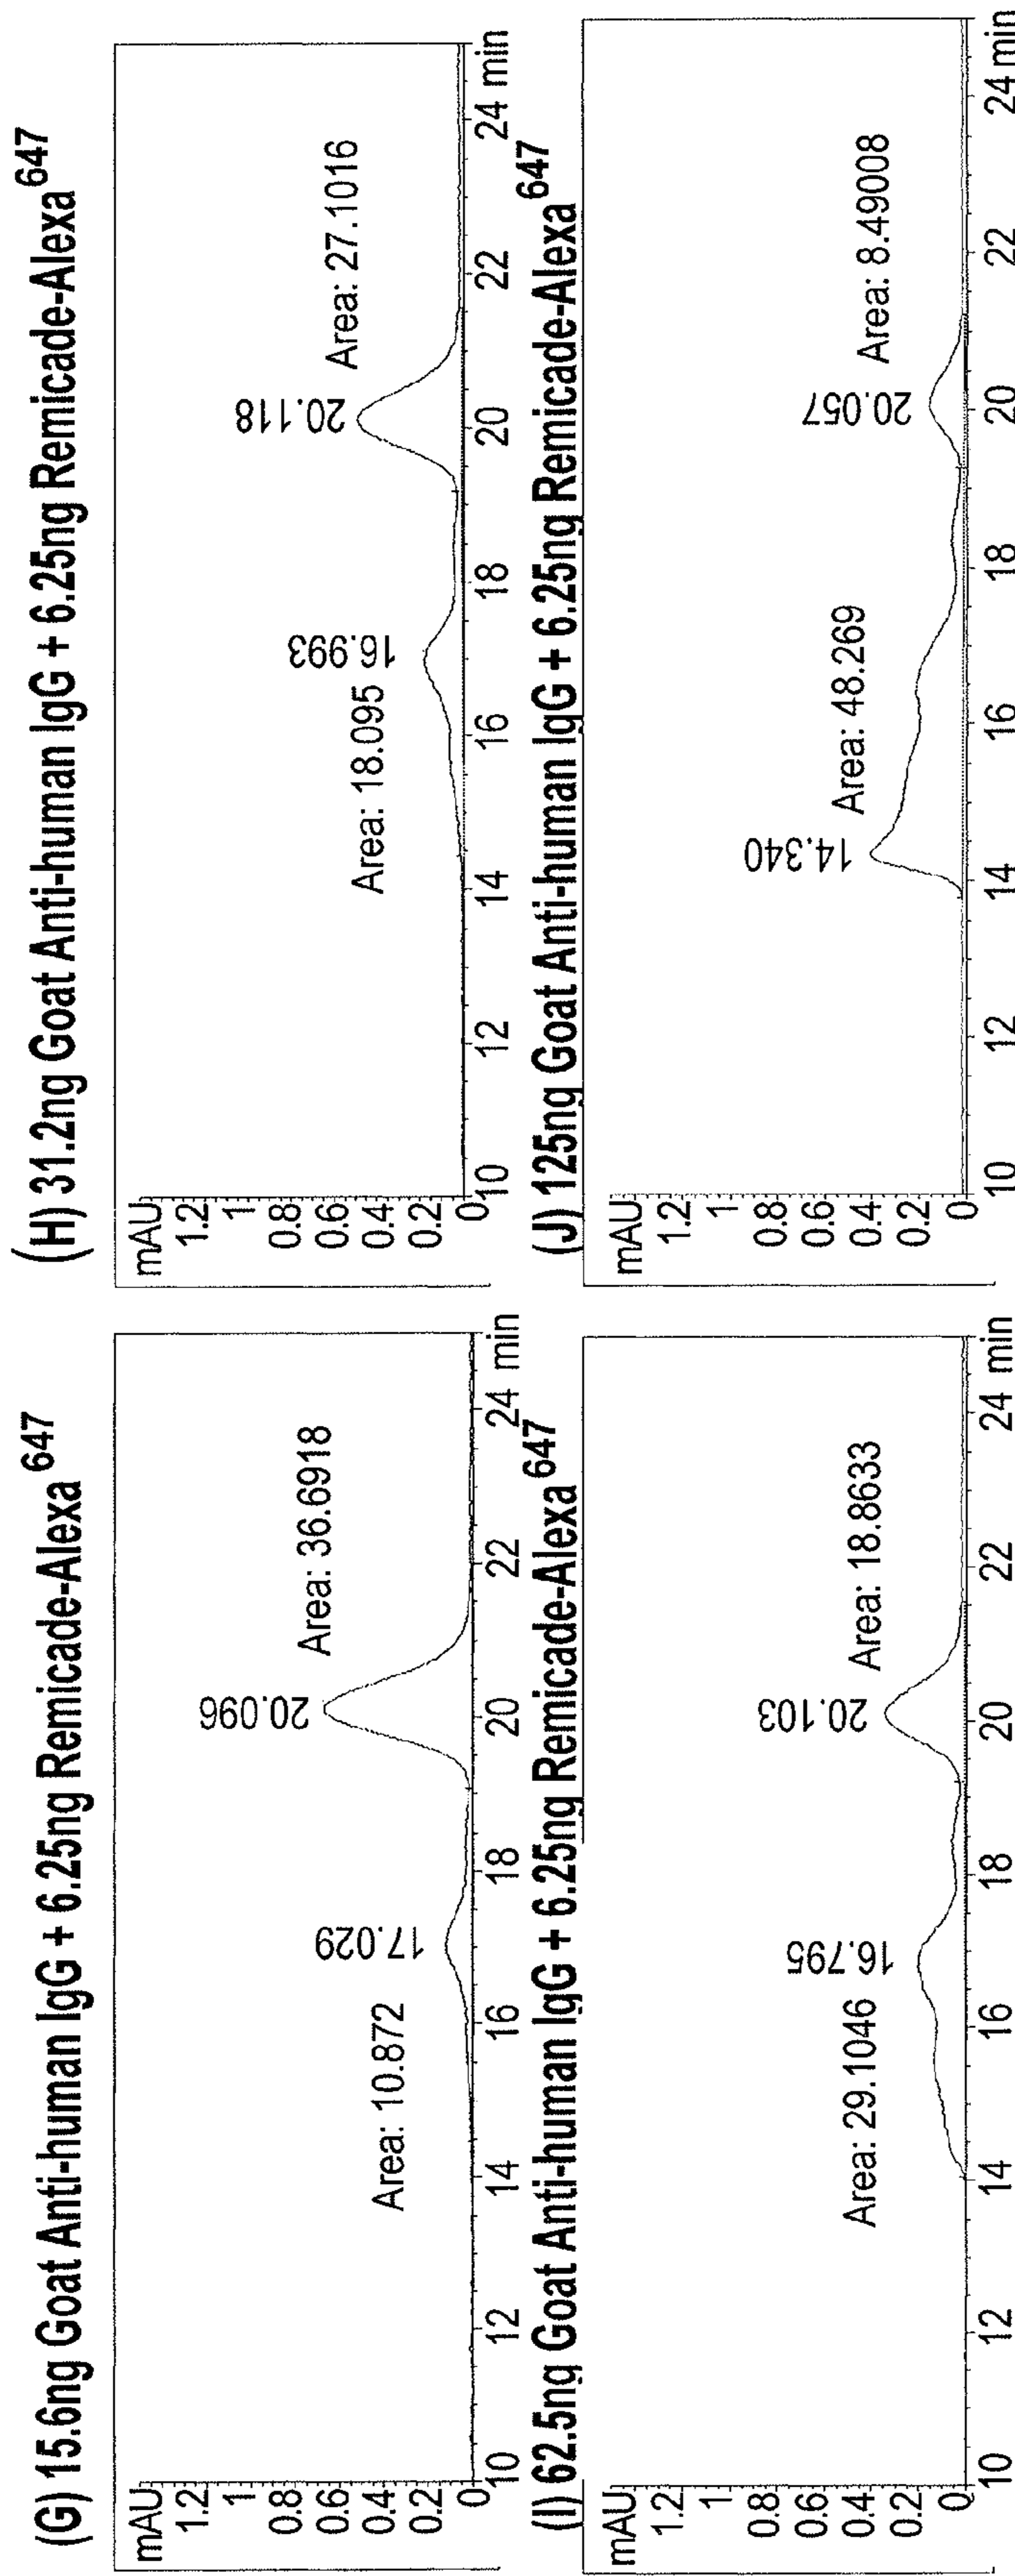 (G) 15.6ng Goat Anti-human IgG + 6.25ng Remicade-Alexa647
mAU
1.2
1
0.8
0.6
0.4
0.2
0
Area: 10.872
17.029
20.096
Area: 36.6918
10 12 14 16 18 20 22 24 min
(H) 31.2ng Goat Anti-human IgG + 6.25ng Remicade-Alexa647
mAU
1.2
1
0.8
0.6
0.4
0.2
0
Area: 18.095
16.993
20.118
Area: 27.1016
10 12 14 16 18 20 22 24 min
(I) 62.5ng Goat Anti-human IgG + 6.25ng Remicade-Alexa647
mAU
1.2
1
0.8
0.6
0.4
0.2
0
Area: 29.1046
16.795
20.103
Area: 18.8633
10 12 14 16 18 20 22 24 min
(J) 125ng Goat Anti-human IgG + 6.25ng Remicade-Alexa647
mAU
1.2
1
0.8
0.6
0.4
0.2
0
14.340
Area: 48.269
20.057
Area: 8.49008
10 12 14 16 18 20 22 24 min